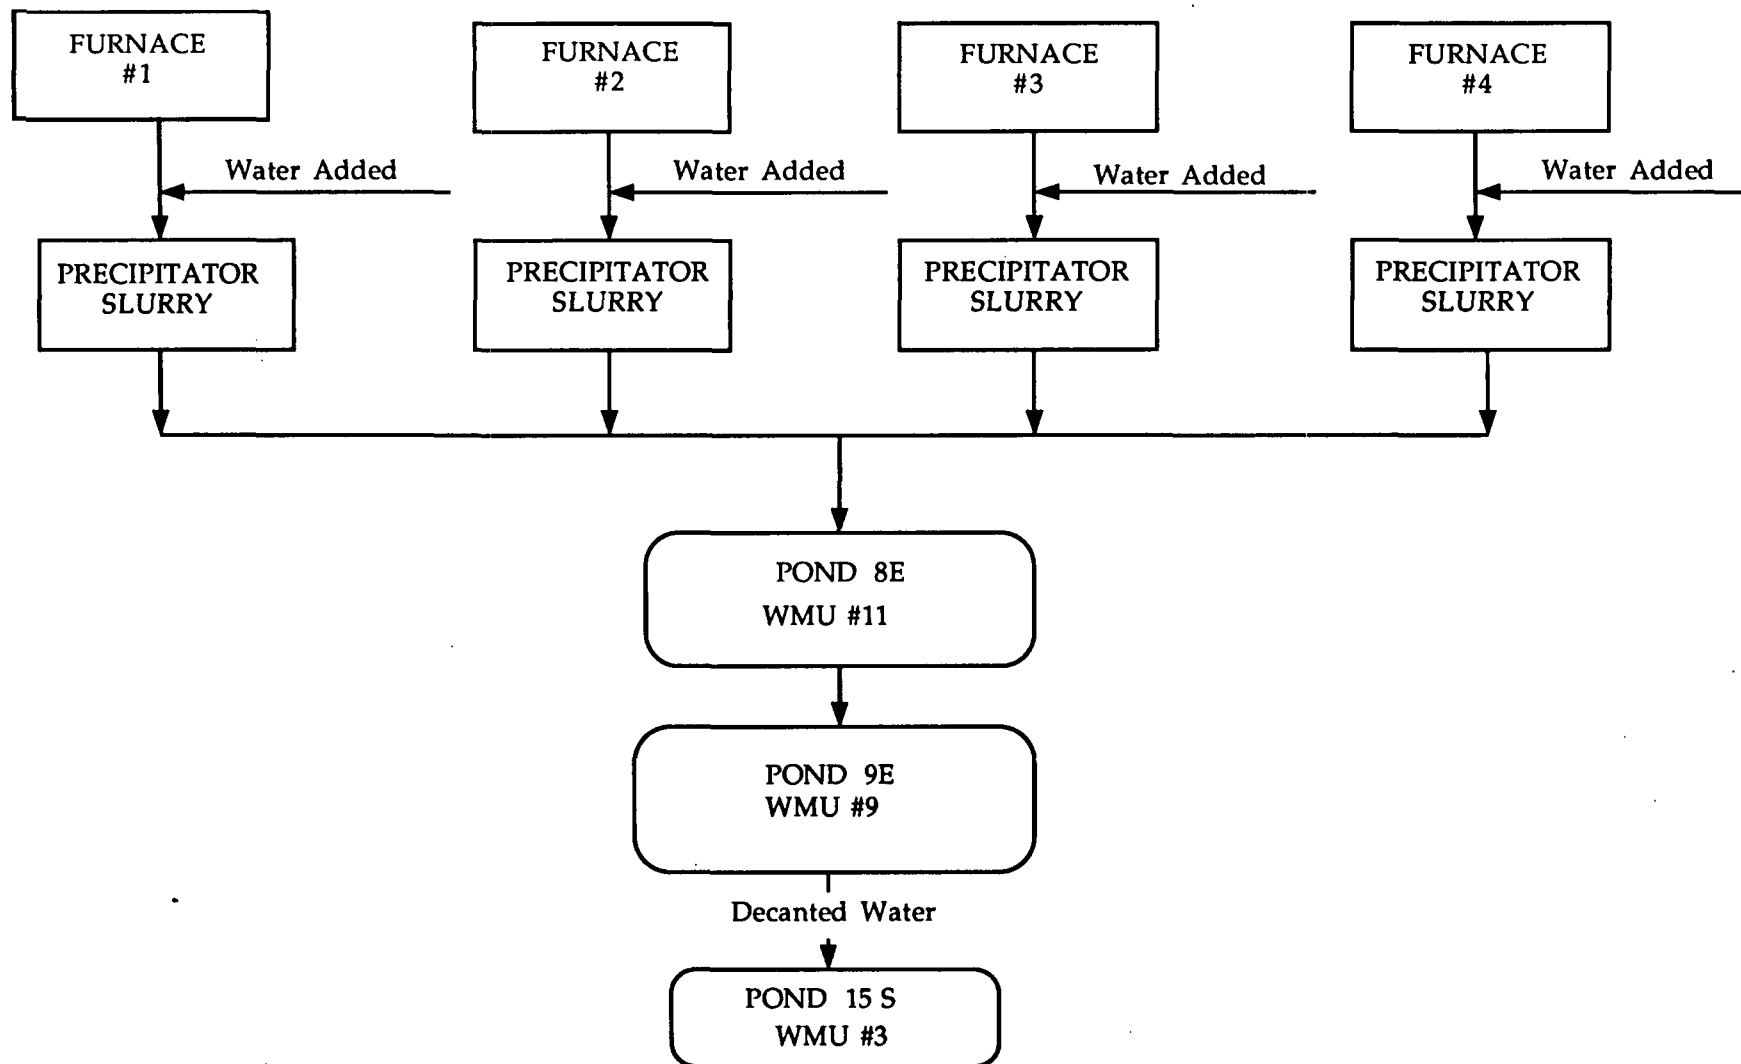 FURNACE
#1
FURNACE
#2
FURNACE
#3
FURNACE
#4
Water Added
Water Added
Water Added
Water Added
PRECIPITATOR
SLURRY
PRECIPITATOR
SLURRY
PRECIPITATOR
SLURRY
PRECIPITATOR
SLURRY
POND 8E
WMU #11
POND 9E
WMU #9
Decanted Water
POND 15 S
WMU #3